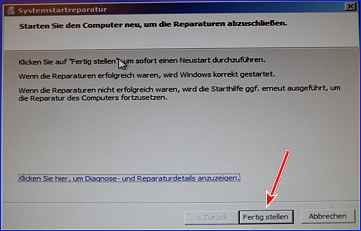 Systemstartreparatur
Starten Sie den Computer neu, um die Reparaturen abzuschließen.
Klicken Sie auf "Fertig stellen", um sofort einen Neustart durchzuführen.
Wenn die Reparaturen erfolgreich waren, wird Windows korrekt gestartet.
Wenn die Reparaturen nicht erfolgreich waren, wird die Starthilfe ggf. erneut ausgeführt, um
die Reparatur des Computers fortzusetzen.
Klicken Sie hier, um Diagnose- und Reparaturdetails anzuzeigen.
< Zurück
Fertig stellen
Abbrechen